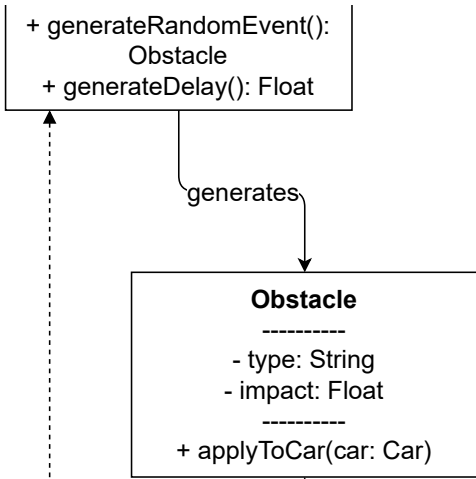 + generateRandomEvent():
Obstacle
+ generateDelay(): Float
generates
Obstacle
----------
- type: String
- impact: Float
----------
+ applyToCar(car: Car)